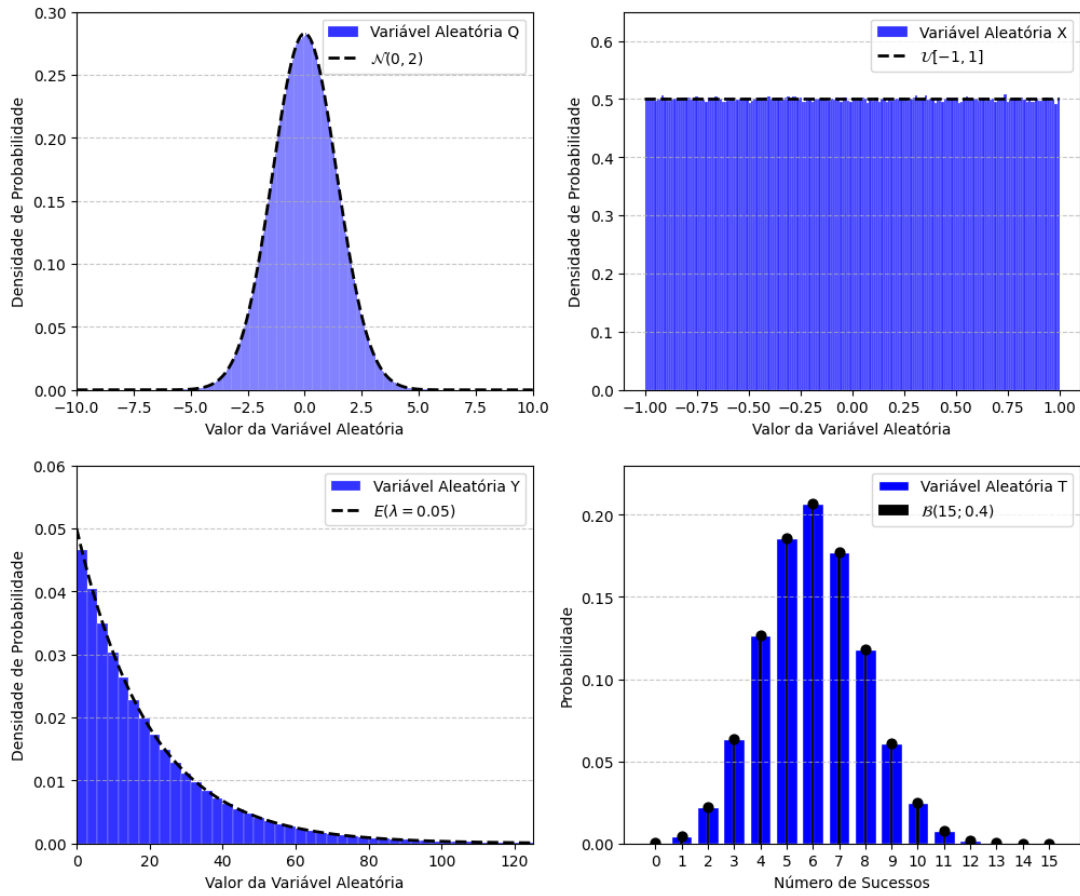 0.30
0.25
0.20
0.15
0.10
0.05
0.00
Densidade de Probabilidade
Variável Aleatória Q
𝒩(0, 2)
−10.0 −7.5 −5.0 −2.5 0.0 2.5 5.0 7.5 10.0
Valor da Variável Aleatória
0.6
0.5
0.4
0.3
0.2
0.1
0.0
Densidade de Probabilidade
Variável Aleatória X
𝒰[−1, 1]
−1.00 −0.75 −0.50 −0.25 0.00 0.25 0.50 0.75 1.00
Valor da Variável Aleatória
0.06
0.05
0.04
0.03
0.02
0.01
0.00
Densidade de Probabilidade
Variável Aleatória Y
E(λ = 0.05)
0 20 40 60 80 100 120
Valor da Variável Aleatória
0.20
0.15
0.10
0.05
0.00
Probabilidade
Variável Aleatória T
ℬ(15; 0.4)
0 1 2 3 4 5 6 7 8 9 10 11 12 13 14 15
Número de Sucessos